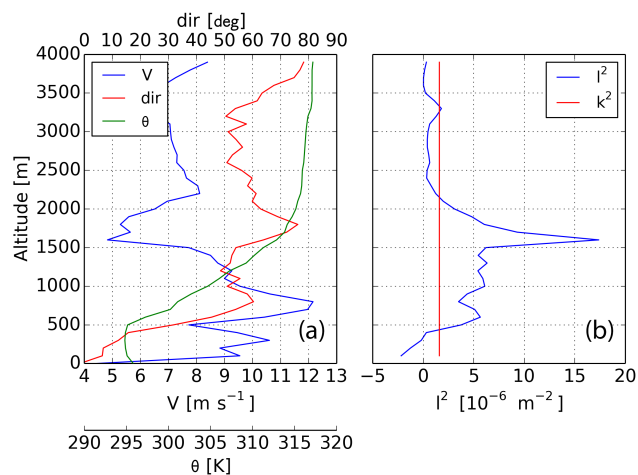 dir [deg]
0 10 20 30 40 50 60 70 80 90
4000
3500
3000
2500
2000
1500
1000
500
0
Altitude [m]
V
dir
θ
(a)
4 5 6 7 8 9 10 11 12 13
V [m s⁻¹]
290 295 300 305 310 315 320
θ [K]
l²
k²
(b)
−5 0 5 10 15 20
l² [10⁻⁶ m⁻²]